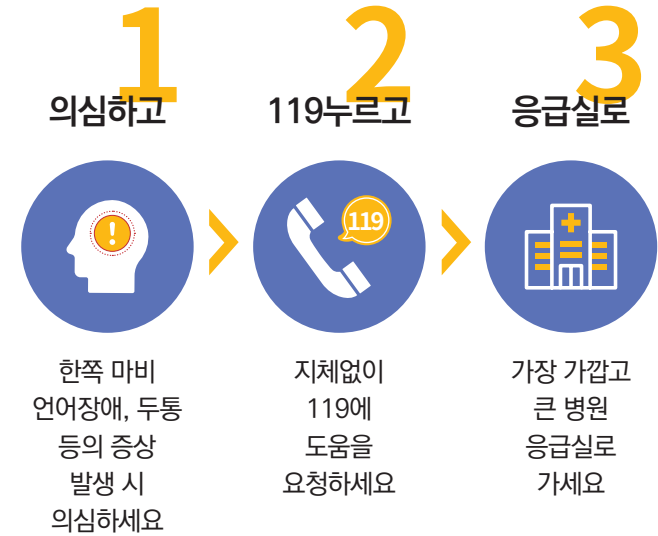 1
의심하고
2
119누르고
3
응급실로
!
119
한쪽 마비
언어장애, 두통
등의 증상
발생 시
의심하세요
지체없이
119에
도움을
요청하세요
가장 가깝고
큰 병원
응급실로
가세요